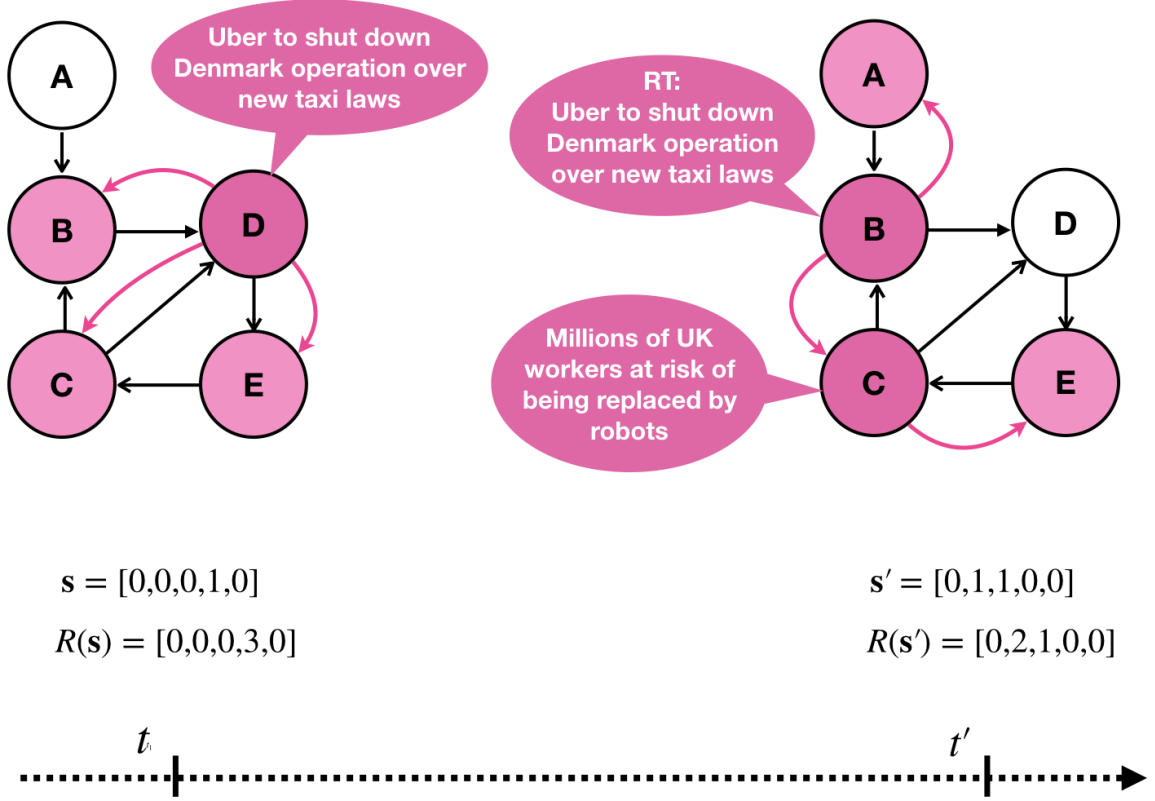 A
Uber to shut down
Denmark operation over
new taxi laws
B
D
C
E
RT:
Uber to shut down
Denmark operation
over new taxi laws
A
B
D
Millions of UK
workers at risk of
being replaced by
robots
C
E
s = [0,0,0,1,0]
R(s) = [0,0,0,3,0]
s′ = [0,1,1,0,0]
R(s′) = [0,2,1,0,0]
t
t′